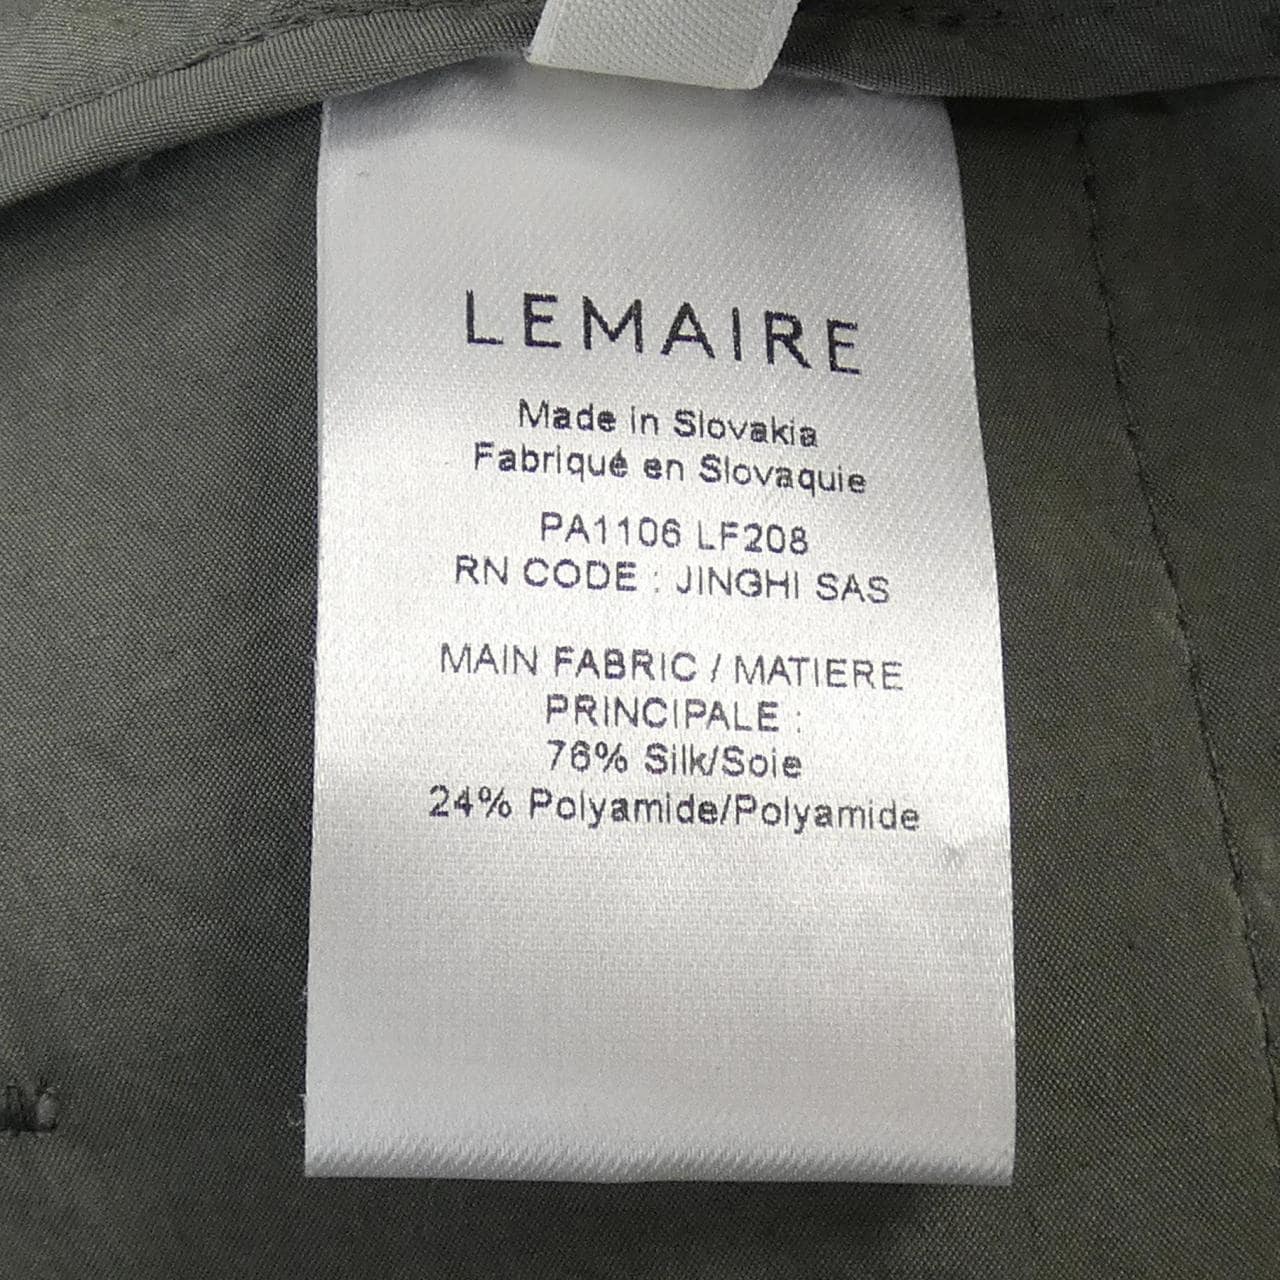 LEMAIRE
Made in Slovakia
Fabriqué en Slovaquie
PA1106 LF208
RN CODE : JINGHI SAS
MAIN FABRIC / MATIERE
PRINCIPALE :
76% Silk/Soie
24% Polyamide/Polyamide